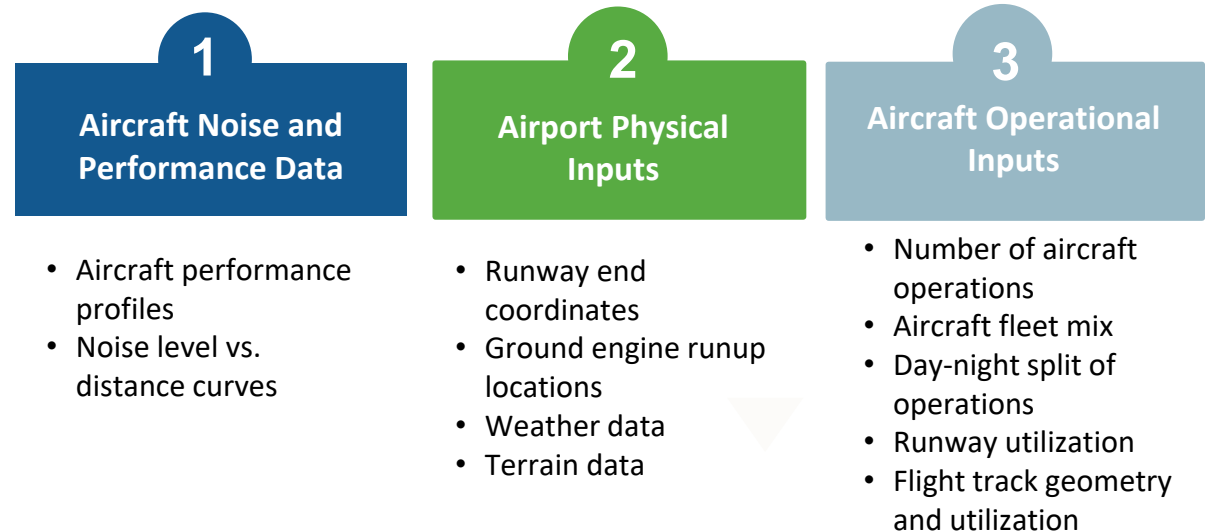 1
Aircraft Noise and
Performance Data
• Aircraft performance
profiles
• Noise level vs.
distance curves
2
Airport Physical
Inputs
• Runway end
coordinates
• Ground engine runup
locations
• Weather data
• Terrain data
3
Aircraft Operational
Inputs
• Number of aircraft
operations
• Aircraft fleet mix
• Day-night split of
operations
• Runway utilization
• Flight track geometry
and utilization